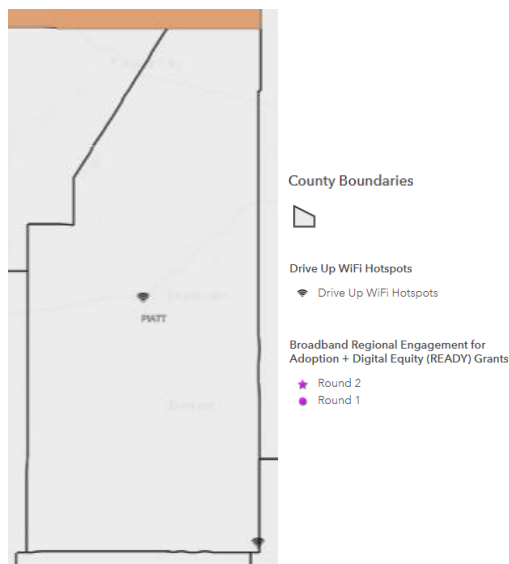 PIATT
County Boundaries
Drive Up WiFi Hotspots
Drive Up WiFi Hotspots
Broadband Regional Engagement for
Adoption + Digital Equity (READY) Grants
Round 2
Round 1